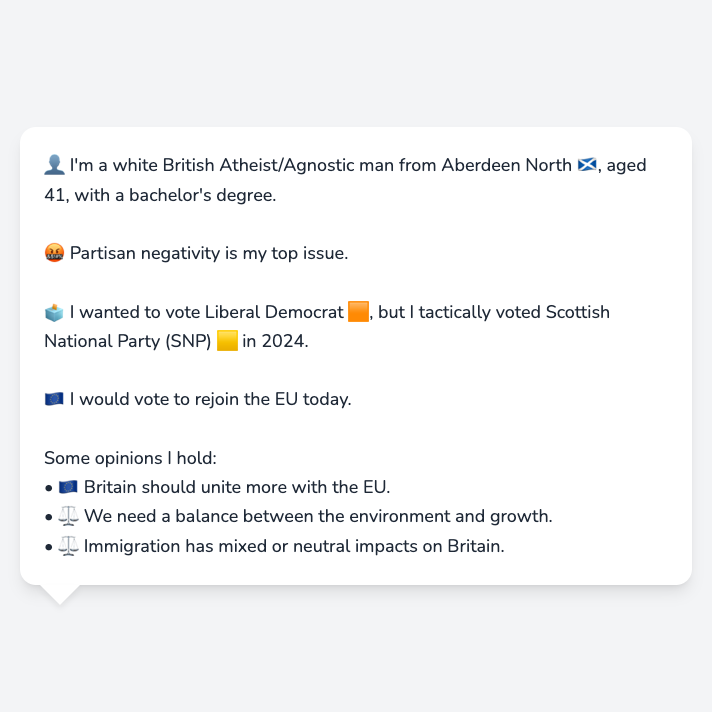 👤 I'm a white British Atheist/Agnostic man from Aberdeen North 🏴󠁧󠁢󠁳󠁣󠁴󠁿, aged
41, with a bachelor's degree.
🤬 Partisan negativity is my top issue.
🗳️ I wanted to vote Liberal Democrat 🟧, but I tactically voted Scottish
National Party (SNP) 🟨 in 2024.
🇪🇺 I would vote to rejoin the EU today.
Some opinions I hold:
• 🇪🇺 Britain should unite more with the EU.
• ⚖️ We need a balance between the environment and growth.
• ⚖️ Immigration has mixed or neutral impacts on Britain.